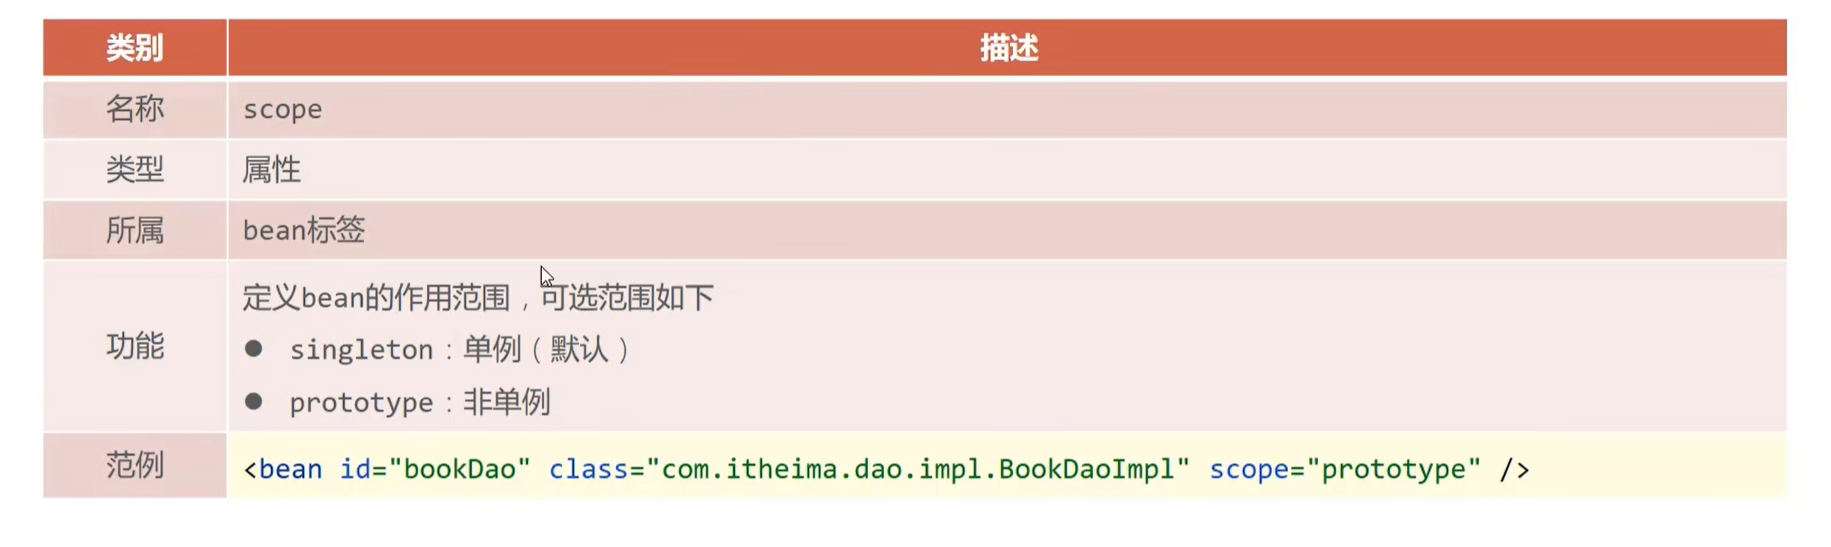 类别 描述
名称 scope
类型 属性
所属 bean标签
功能 定义bean的作用范围，可选范围如下
● singleton：单例（默认）
● prototype：非单例
范例 <bean id="bookDao" class="com.itheima.dao.impl.BookDaoImpl" scope="prototype" />